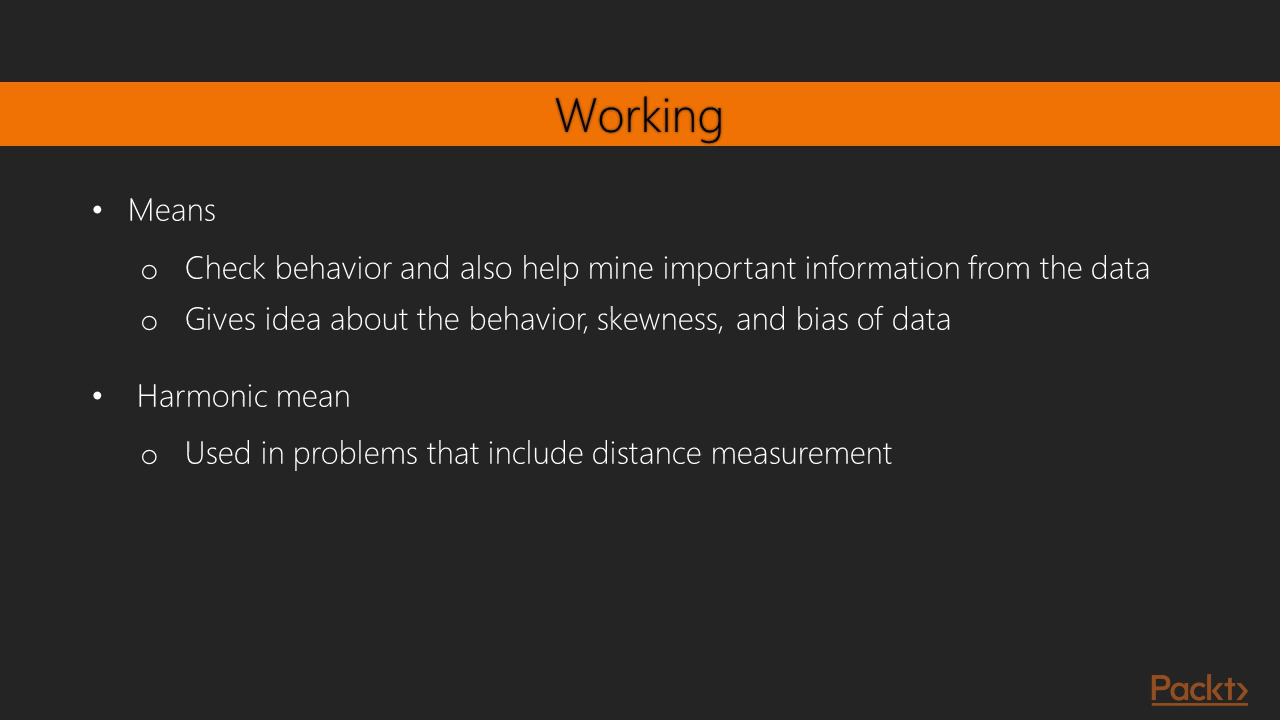 Working
• Means
o Check behavior and also help mine important information from the data
o Gives idea about the behavior, skewness, and bias of data
• Harmonic mean
o Used in problems that include distance measurement
Packt>